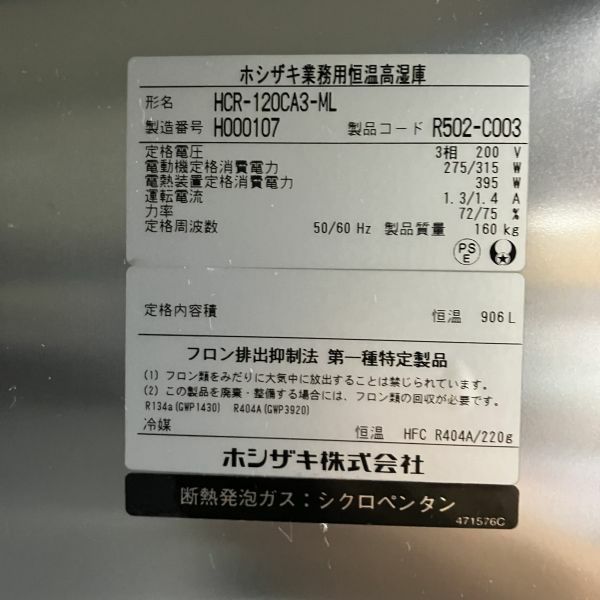 ホシザキ業務用恒温高湿庫
形名 HCR-120CA3-ML
製造番号 H000107 製品コード R502-C003
定格電圧 3相 200 V
電動機定格消費電力 275/315 W
電熱装置定格消費電力 395 W
運転電流 1.3/1.4 A
力率 72/75 %
定格周波数 50/60 Hz 製品質量 160 kg
PSE
定格内容積 恒温 906 L
フロン排出抑制法 第一種特定製品
(1) フロン類をみだりに大気中に放出することは禁じられています。
(2) この製品を廃棄・整備する場合には、フロン類の回収が必要です。
R134a(GWP1430) R404A(GWP3920)
冷媒 恒温 HFC R404A/220g
ホシザキ株式会社
断熱発泡ガス：シクロペンタン
471576C